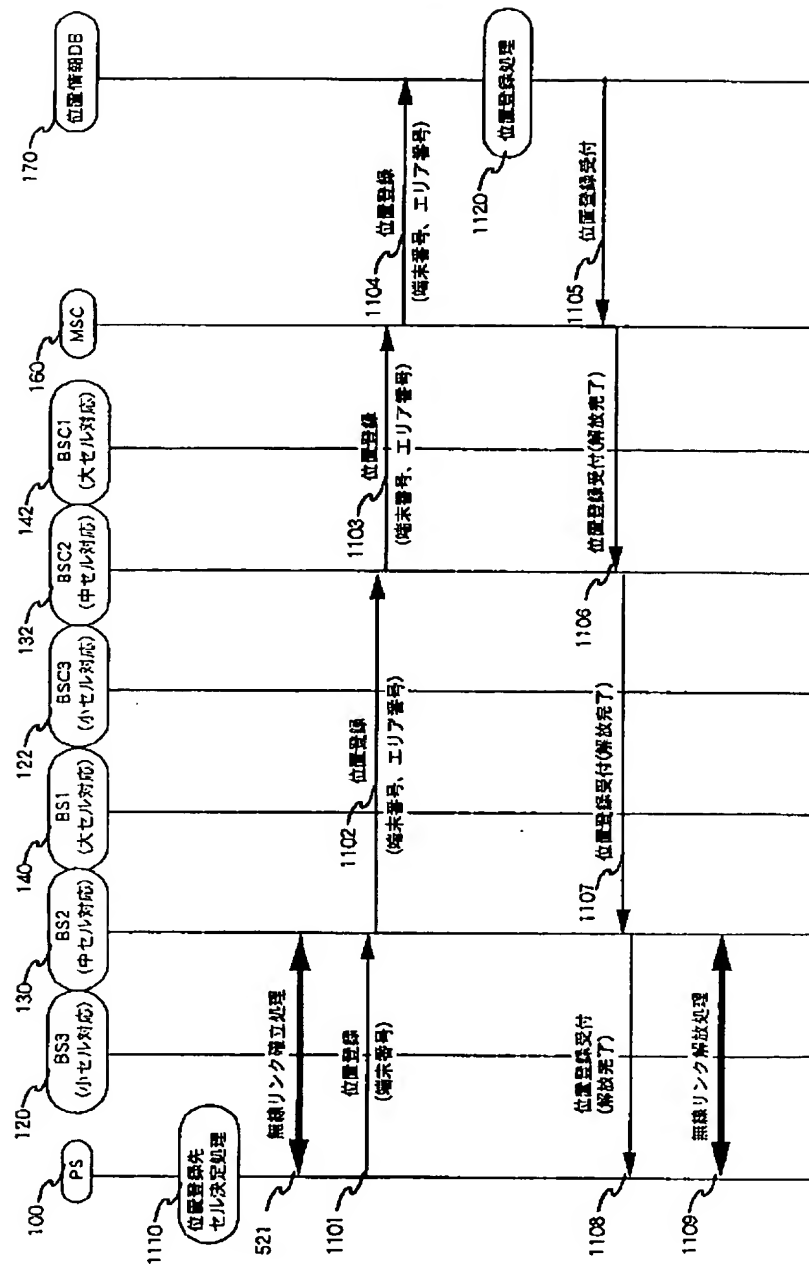 100
PS
120
BS3
(小セル対応)
130
BS2
(中セル対応)
140
BS1
(大セル対応)
122
BSC3
(小セル対応)
132
BSC2
(中セル対応)
142
BSC1
(大セル対応)
160
MSC
170
位置情報DB
1110
位置登録先
セル決定処理
521
無線リンク確立処理
1101
位置登録
(端末番号)
1102
位置登録
(端末番号、エリア番号)
1103
位置登録
(端末番号、エリア番号)
1104
位置登録
(端末番号、エリア番号)
1120
位置登録処理
1105
位置登録受付
1106
位置登録受付(解放完了)
1107
位置登録受付(解放完了)
1108
位置登録受付
(解放完了)
1109
無線リンク解放処理